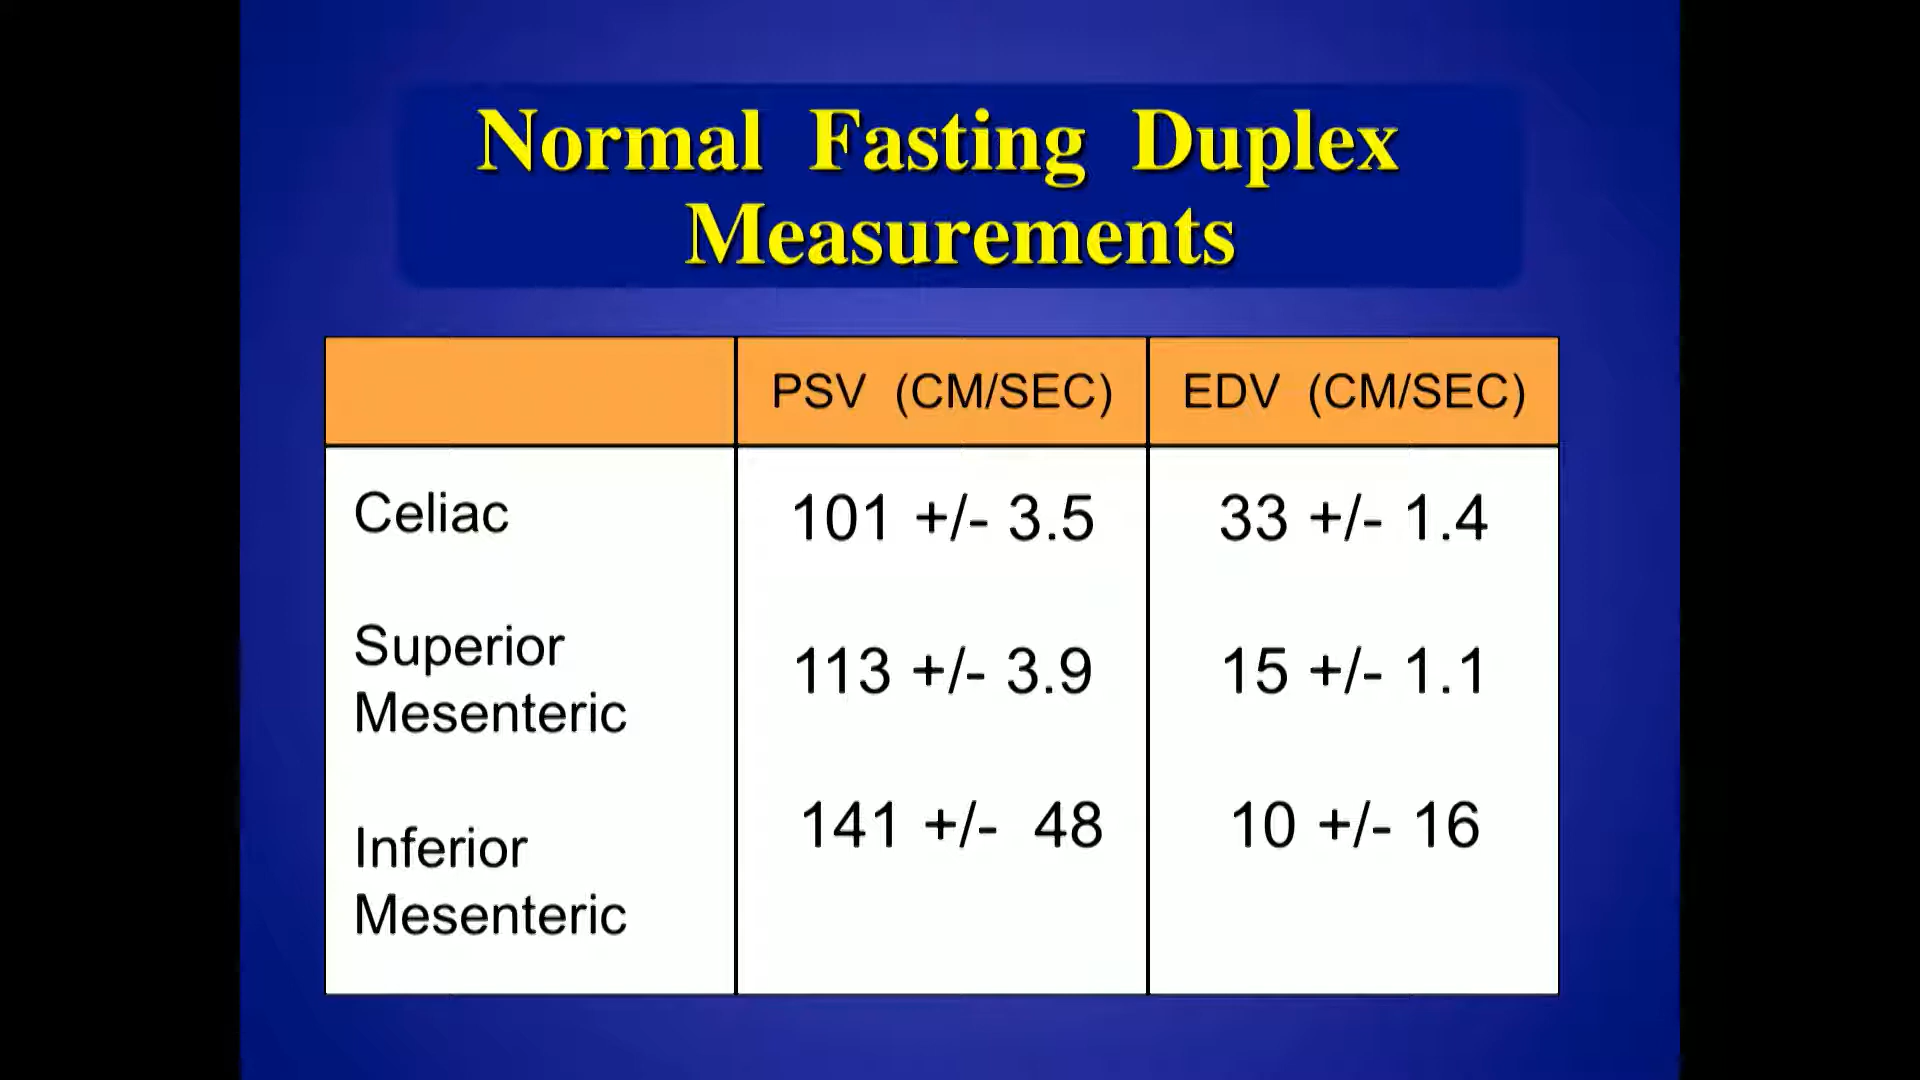 Normal Fasting Duplex
Measurements
PSV (CM/SEC) EDV (CM/SEC)
Celiac 101 +/- 3.5 33 +/- 1.4
Superior
Mesenteric 113 +/- 3.9 15 +/- 1.1
Inferior
Mesenteric 141 +/- 48 10 +/- 16